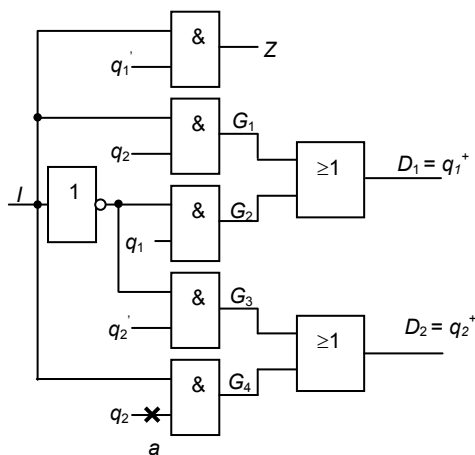 &
Z
q₁'
&
G₁
q₂
≥1
D₁ = q₁⁺
I
1
&
G₂
q₁
&
G₃
q₂'
≥1
D₂ = q₂⁺
&
G₄
q₂
a